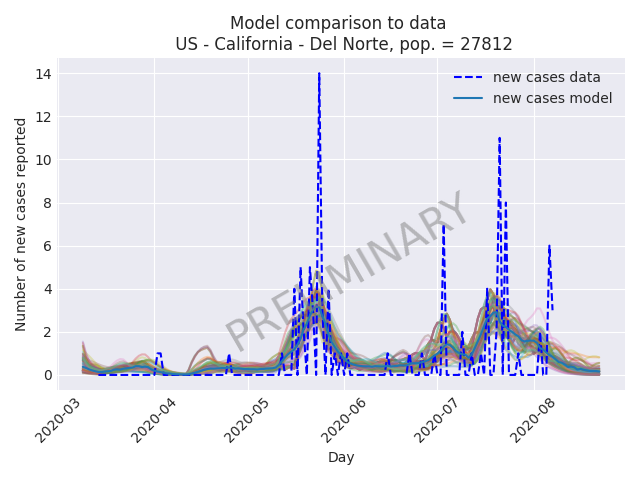 Model comparison to data
US - California - Del Norte, pop. = 27812
new cases data
new cases model
14
12
10
8
6
4
2
0
Number of new cases reported
PRELIMINARY
2020-03
2020-04
2020-05
2020-06
2020-07
2020-08
Day